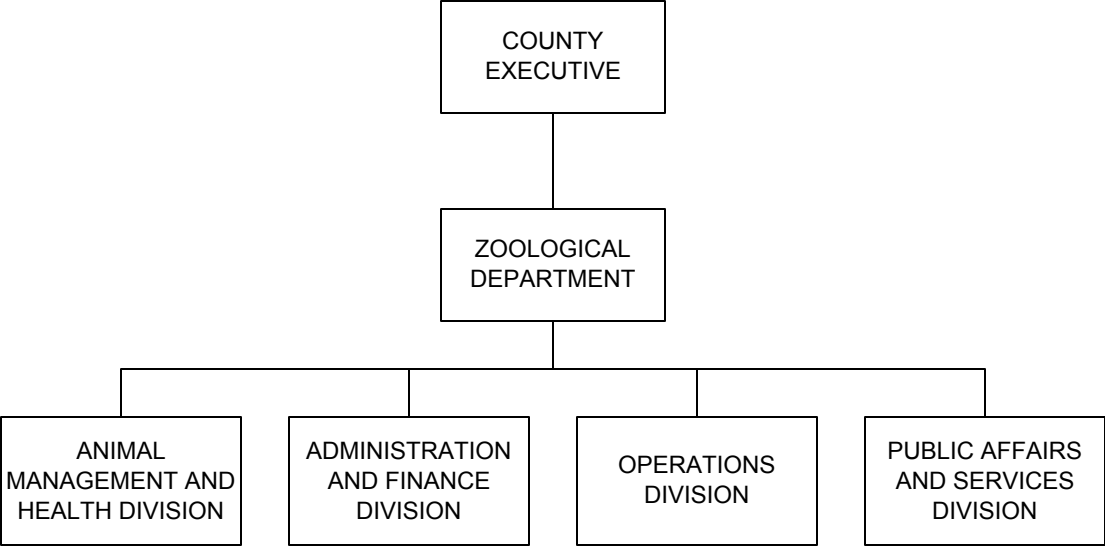 COUNTY
EXECUTIVE
ZOOLOGICAL
DEPARTMENT
ANIMAL
MANAGEMENT AND
HEALTH DIVISION
ADMINISTRATION
AND FINANCE
DIVISION
OPERATIONS
DIVISION
PUBLIC AFFAIRS
AND SERVICES
DIVISION